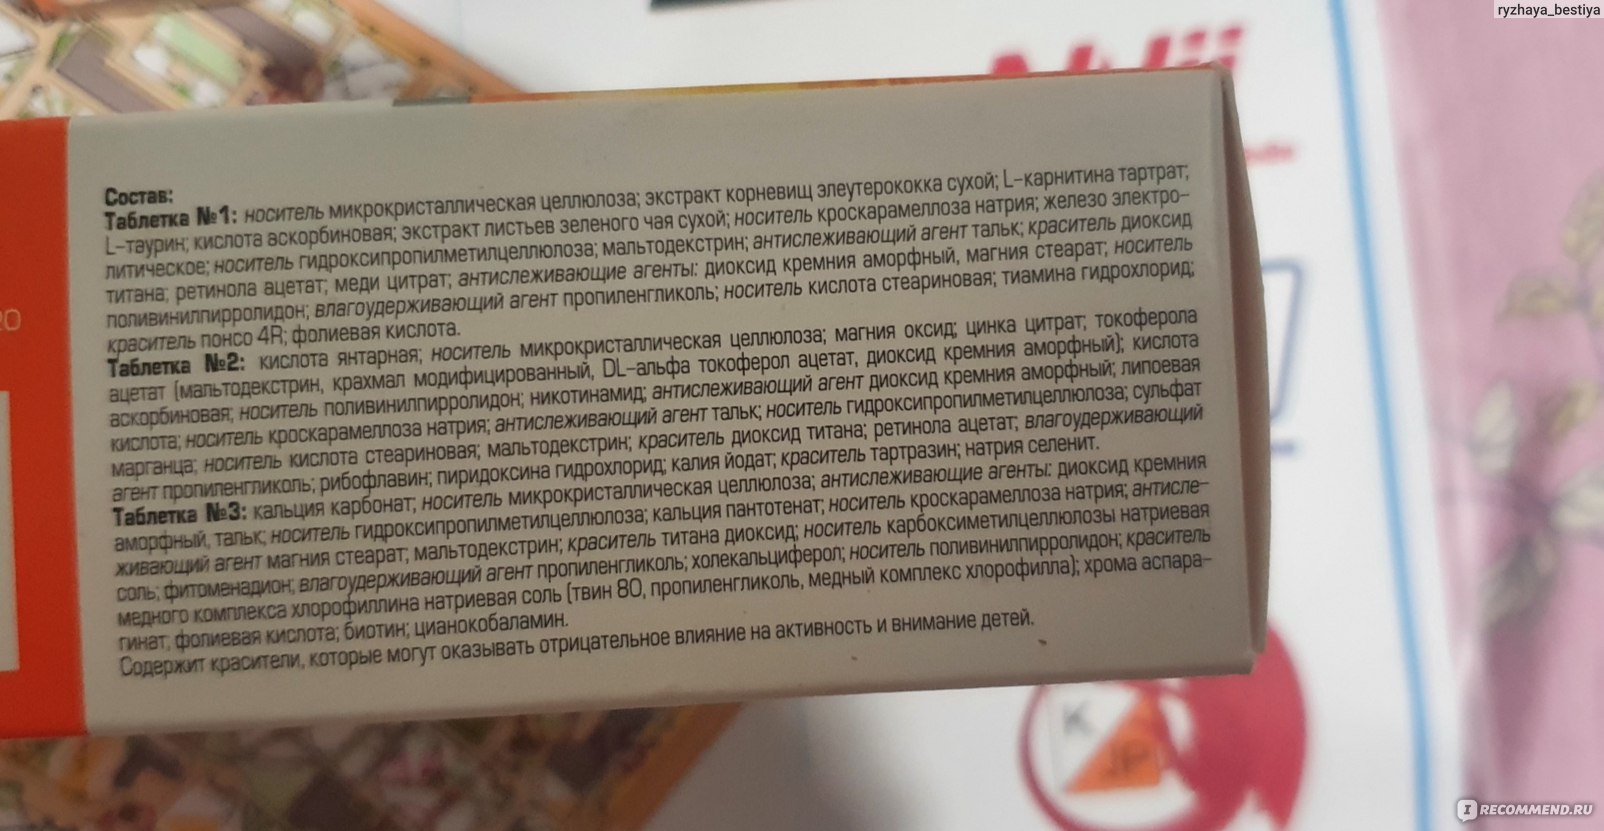 ryzhaya_bestiya
Состав:
Таблетка №1: носитель микрокристаллическая целлюлоза; экстракт корневищ элеутерококка сухой; L-карнитина тартрат;
L-таурин; кислота аскорбиновая; экстракт листьев зеленого чая сухой; носитель кроскарамеллоза натрия; железо электро-
литическое; носитель гидроксипропилметилцеллюлоза; мальтодекстрин; антислеживающий агент тальк; краситель диоксид
титана; ретинола ацетат; меди цитрат; антислеживающие агенты: диоксид кремния аморфный, магния стеарат; носитель
поливинилпирролидон; влагоудерживающий агент пропиленгликоль; носитель кислота стеариновая; тиамина гидрохлорид;
краситель понсо 4R; фолиевая кислота.
Таблетка №2: кислота янтарная; носитель микрокристаллическая целлюлоза; магния оксид; цинка цитрат; токоферола
ацетат (мальтодекстрин, крахмал модифицированный, DL-альфа токоферол ацетат, диоксид кремния аморфный); кислота
аскорбиновая; носитель поливинилпирролидон; никотинамид; антислеживающий агент диоксид кремния аморфный; липоевая
кислота; носитель кроскарамеллоза натрия; антислеживающий агент тальк; носитель гидроксипропилметилцеллюлоза; сульфат
марганца; носитель кислота стеариновая; мальтодекстрин; краситель диоксид титана; ретинола ацетат; влагоудерживающий
агент пропиленгликоль; рибофлавин; пиридоксина гидрохлорид; калия йодат; краситель тартразин; натрия селенит.
Таблетка №3: кальция карбонат; носитель микрокристаллическая целлюлоза; антислеживающие агенты: диоксид кремния
аморфный, тальк; носитель гидроксипропилметилцеллюлоза; кальция пантотенат; носитель кроскарамеллоза натрия; антисле-
живающий агент магния стеарат; мальтодекстрин; краситель титана диоксид; носитель карбоксиметилцеллюлозы натриевая
соль; фитоменадион; влагоудерживающий агент пропиленгликоль; холекальциферол; носитель поливинилпирролидон; краситель
медного комплекса хлорофиллина натриевая соль (твин 80, пропиленгликоль, медный комплекс хлорофилла); хрома аспара-
гинат; фолиевая кислота; биотин; цианокобаламин.
Содержит красители, которые могут оказывать отрицательное влияние на активность и внимание детей.
K
JP
IRECOMMEND.RU